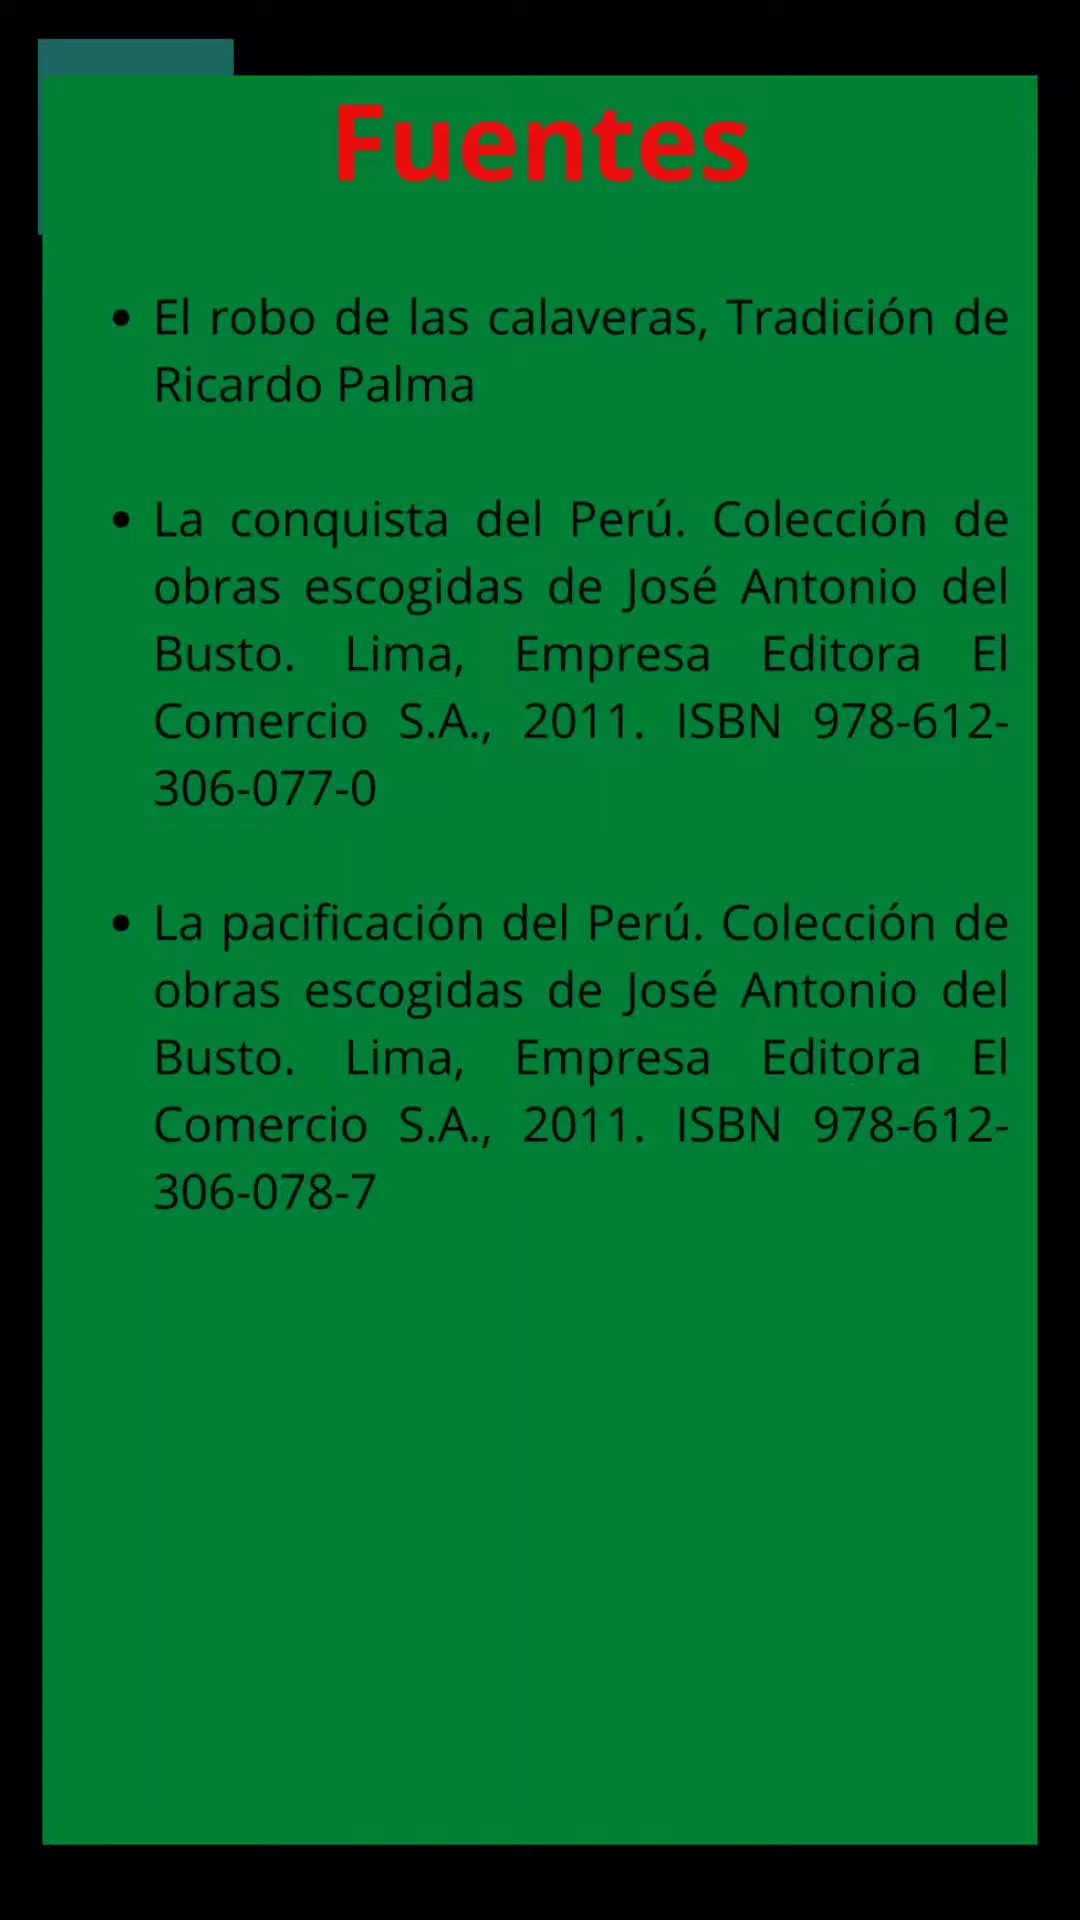 Fuentes
• El robo de las calaveras, Tradición de
Ricardo Palma
• La conquista del Perú. Colección de
obras escogidas de José Antonio del
Busto. Lima, Empresa Editora El
Comercio S.A., 2011. ISBN 978-612-
306-077-0
• La pacificación del Perú. Colección de
obras escogidas de José Antonio del
Busto. Lima, Empresa Editora El
Comercio S.A., 2011. ISBN 978-612-
306-078-7